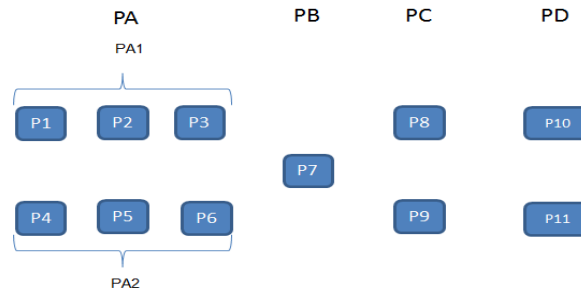 PA PB PC PD
PA1
P1 P2 P3 P8 P10
P7
P4 P5 P6 P9 P11
PA2